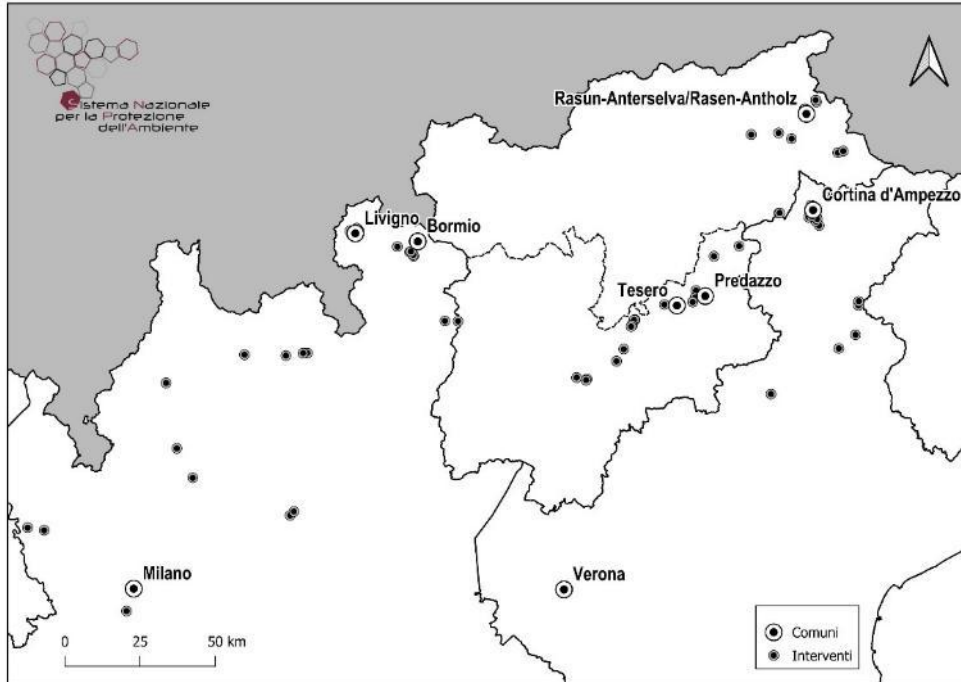 Sistema Nazionale
per la Protezione
dell'Ambiente
Rasun-Anterselva/Rasen-Antholz
Cortina d'Ampezzo
Livigno
Bormio
Predazzo
Tesero
Milano
Verona
0 25 50 km
Comuni
Interventi